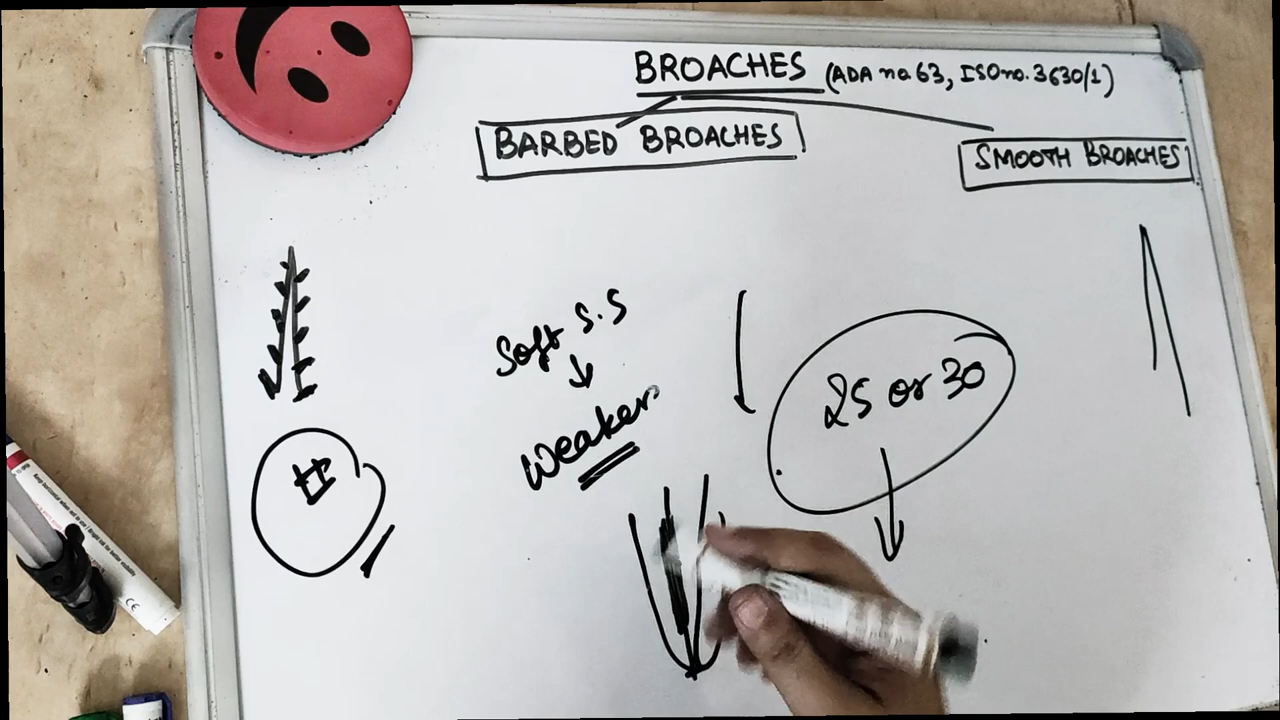 BROACHES (ADA no 63, ISO no. 3630/1)
BARBED BROACHES
SMOOTH BROACHES
Soft S.S
Weaker
25 or 30